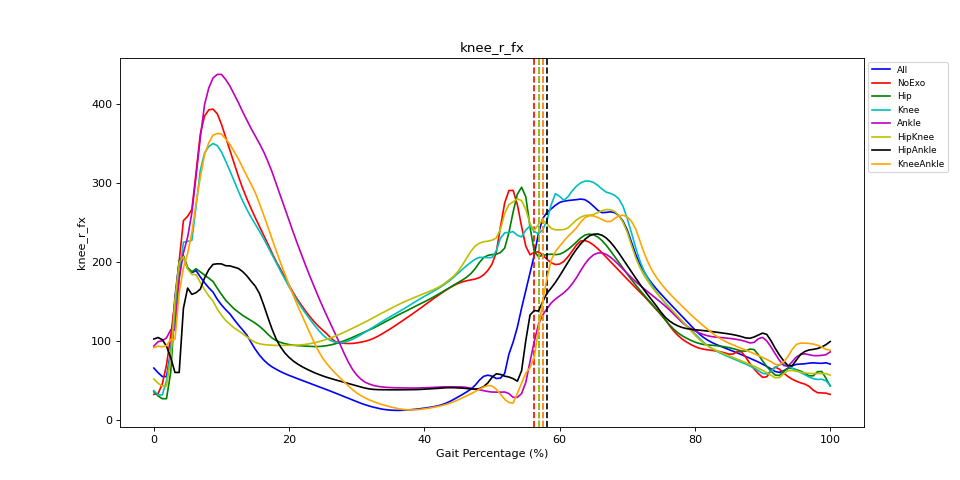 knee_r_fx
All
NoExo
Hip
Knee
Ankle
HipKnee
HipAnkle
KneeAnkle
knee_r_fx
400
300
200
100
0
0 20 40 60 80 100
Gait Percentage (%)